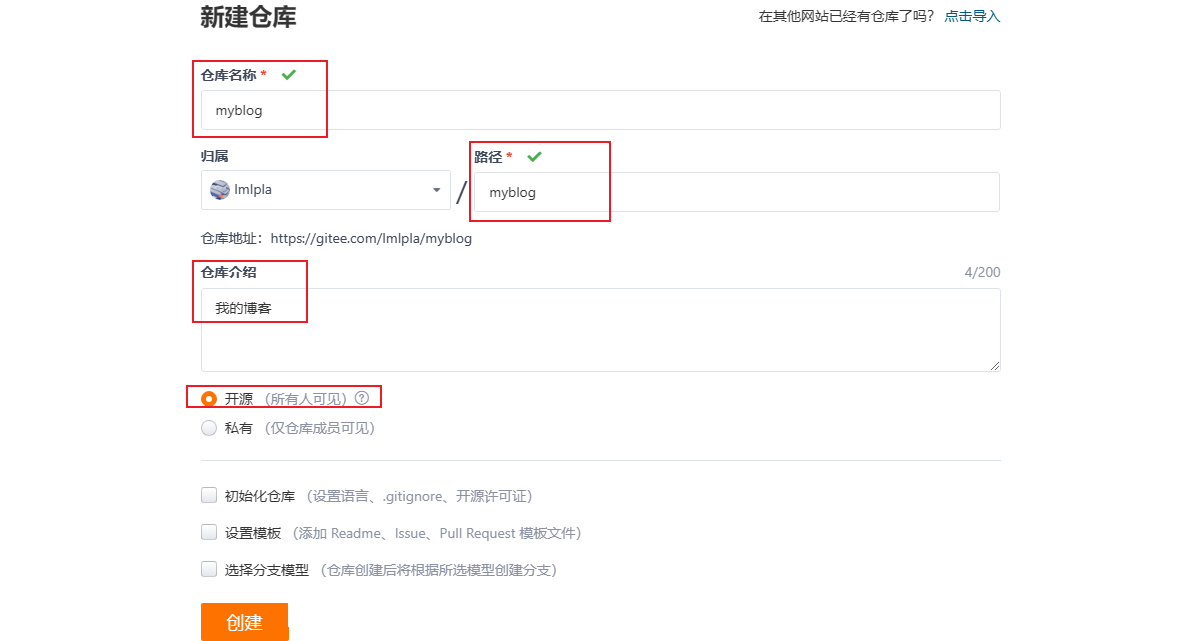 新建仓库
在其他网站已经有仓库了吗? 点击导入
仓库名称 *
myblog
归属
路径 *
lmlpla
/
myblog
仓库地址：https://gitee.com/lmlpla/myblog
仓库介绍
4/200
我的博客
开源 （所有人可见） ?
私有 （仅仓库成员可见）
初始化仓库 （设置语言、.gitignore、开源许可证）
设置模板 （添加 Readme、Issue、Pull Request 模板文件）
选择分支模型 （仓库创建后将根据所选模型创建分支）
创建